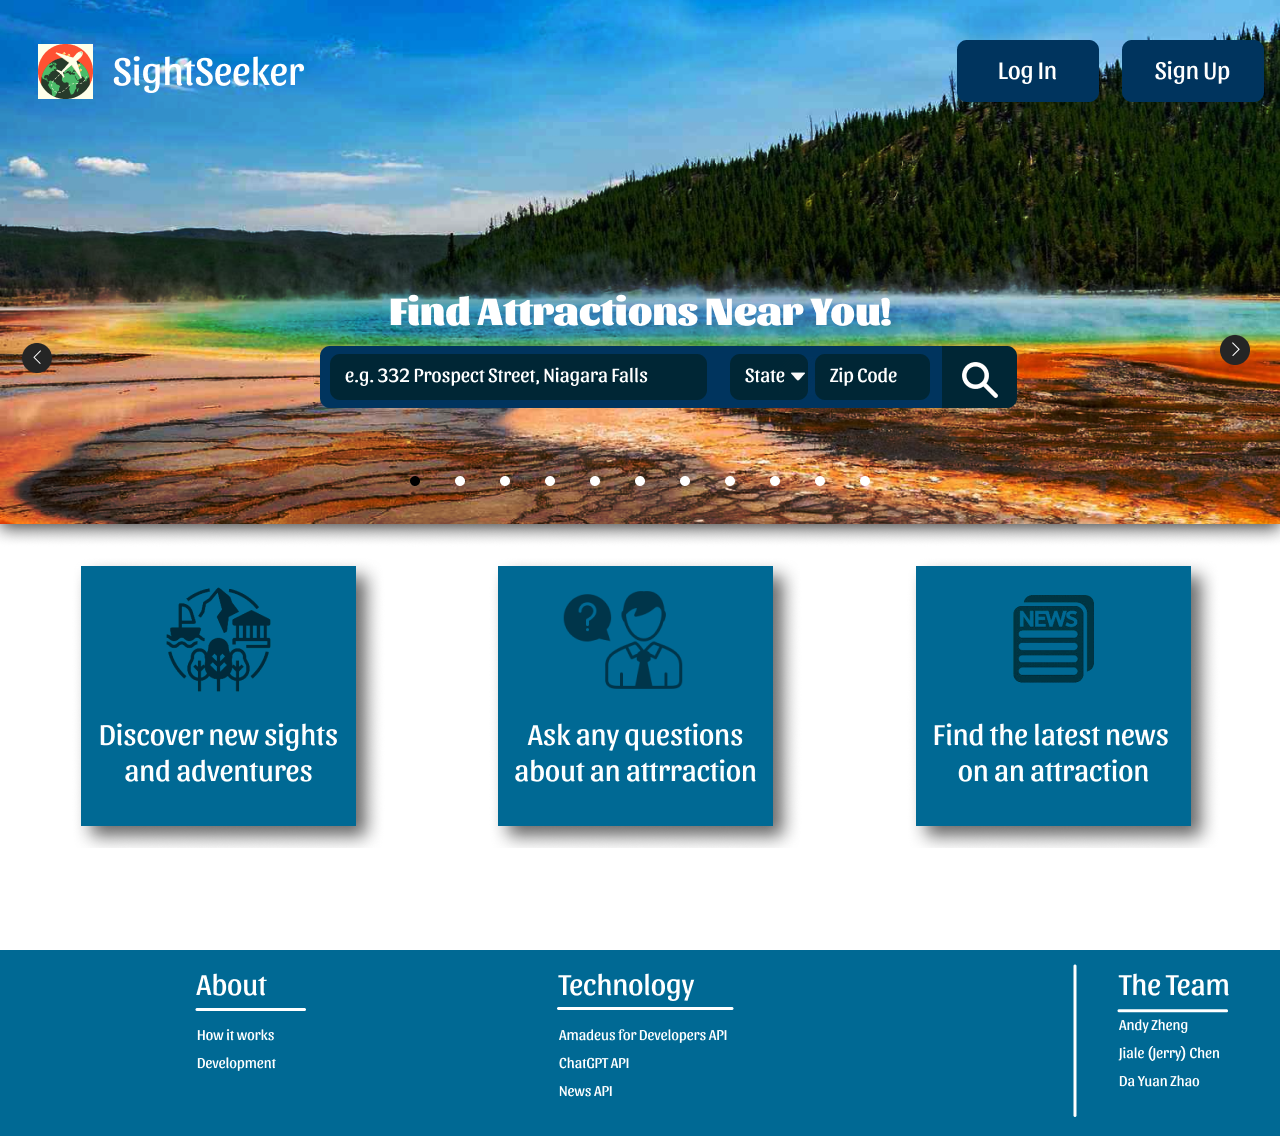 SightSeeker
Log In
Sign Up
Find Attractions Near You!
e.g. 332 Prospect Street, Niagara Falls
State
Zip Code
Discover new sights
and adventures
Ask any questions
about an attrraction
NEWS
Find the latest news
on an attraction
About
How it works
Development
Technology
Amadeus for Developers API
ChatGPT API
News API
The Team
Andy Zheng
Jiale (Jerry) Chen
Da Yuan Zhao